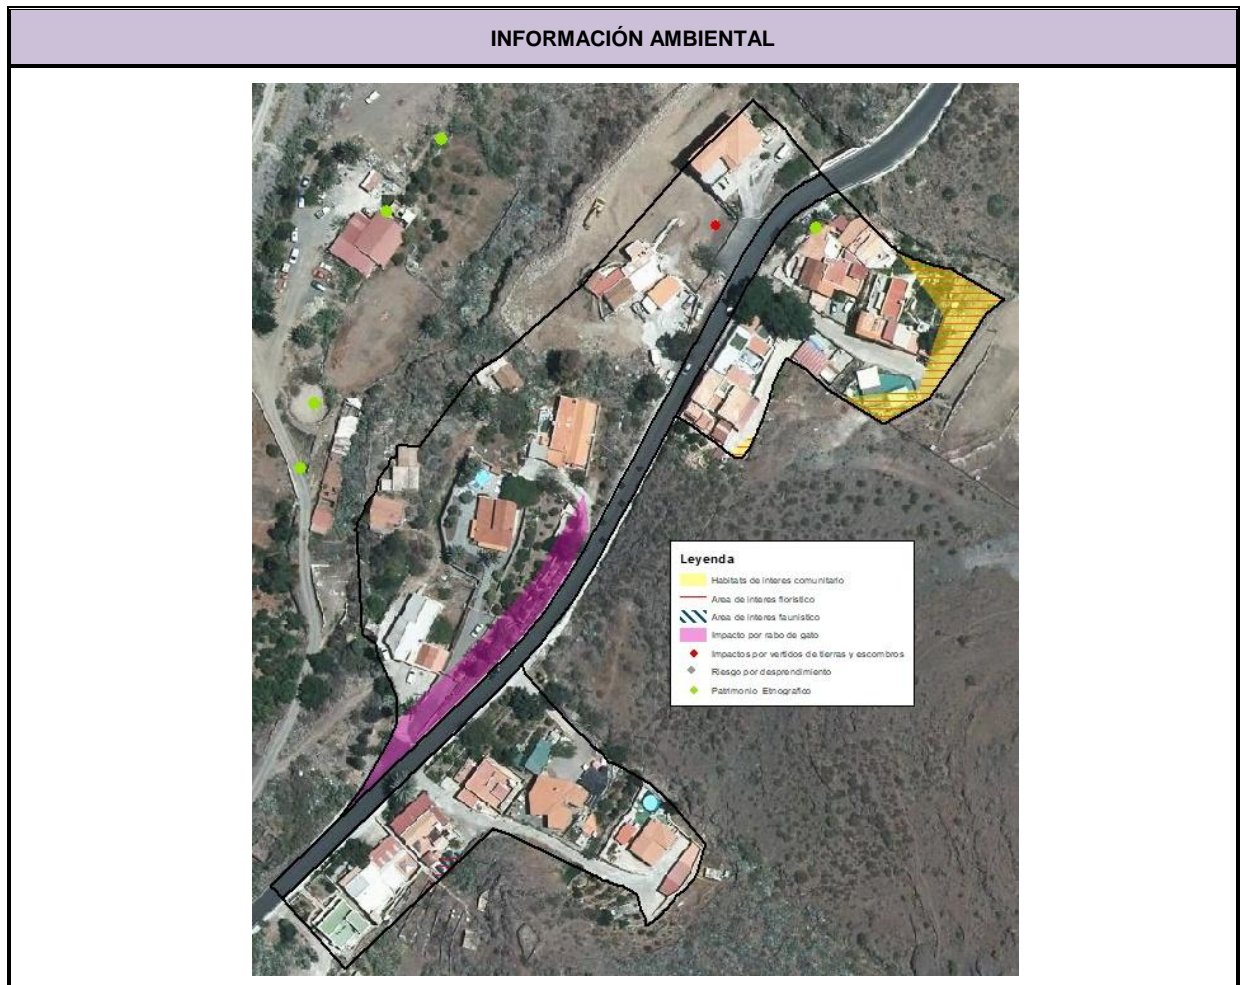 INFORMACIÓN AMBIENTAL
Leyenda
Habitats de interes comunitario
Area de interes floristico
Area de interes faunistico
Impacto por rabo de gato
Impactos por vertidos de tierras y escombros
Riesgo por desprendimiento
Patrimonio Etnografico